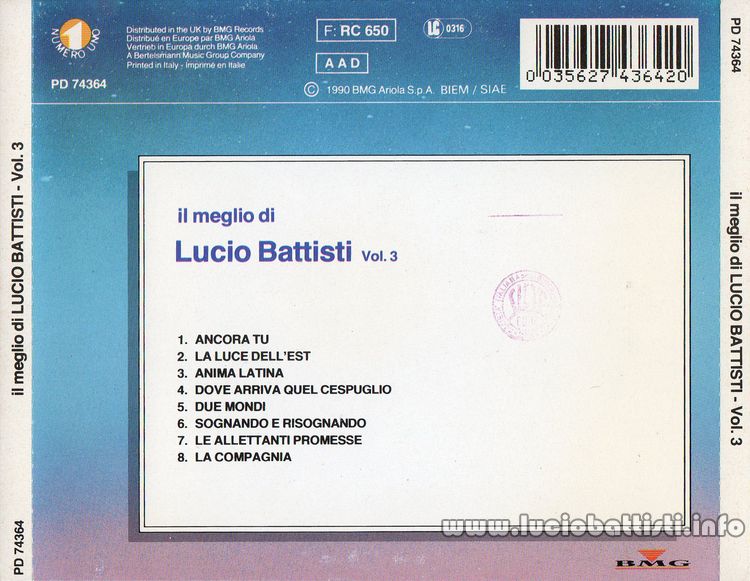 1
NUMERO UNO
PD 74364
Distributed in the UK by BMG Records
Distribué en Europe par BMG Ariola
Vertrieb in Europa durch BMG Ariola
A Bertelsmann Music Group Company
Printed in Italy - Imprimé en Italie
F: RC 650
LC 0316
A A D
© 1990 BMG Ariola S.p.A. BIEM / SIAE
0 035627 436420
PD 74364
il meglio di LUCIO BATTISTI - Vol. 3
il meglio di LUCIO BATTISTI - Vol. 3
PD 74364
il meglio di
Lucio Battisti Vol. 3
1. ANCORA TU
2. LA LUCE DELL'EST
3. ANIMA LATINA
4. DOVE ARRIVA QUEL CESPUGLIO
5. DUE MONDI
6. SOGNANDO E RISOGNANDO
7. LE ALLETTANTI PROMESSE
8. LA COMPAGNIA
www.luciobattisti.info
BMG